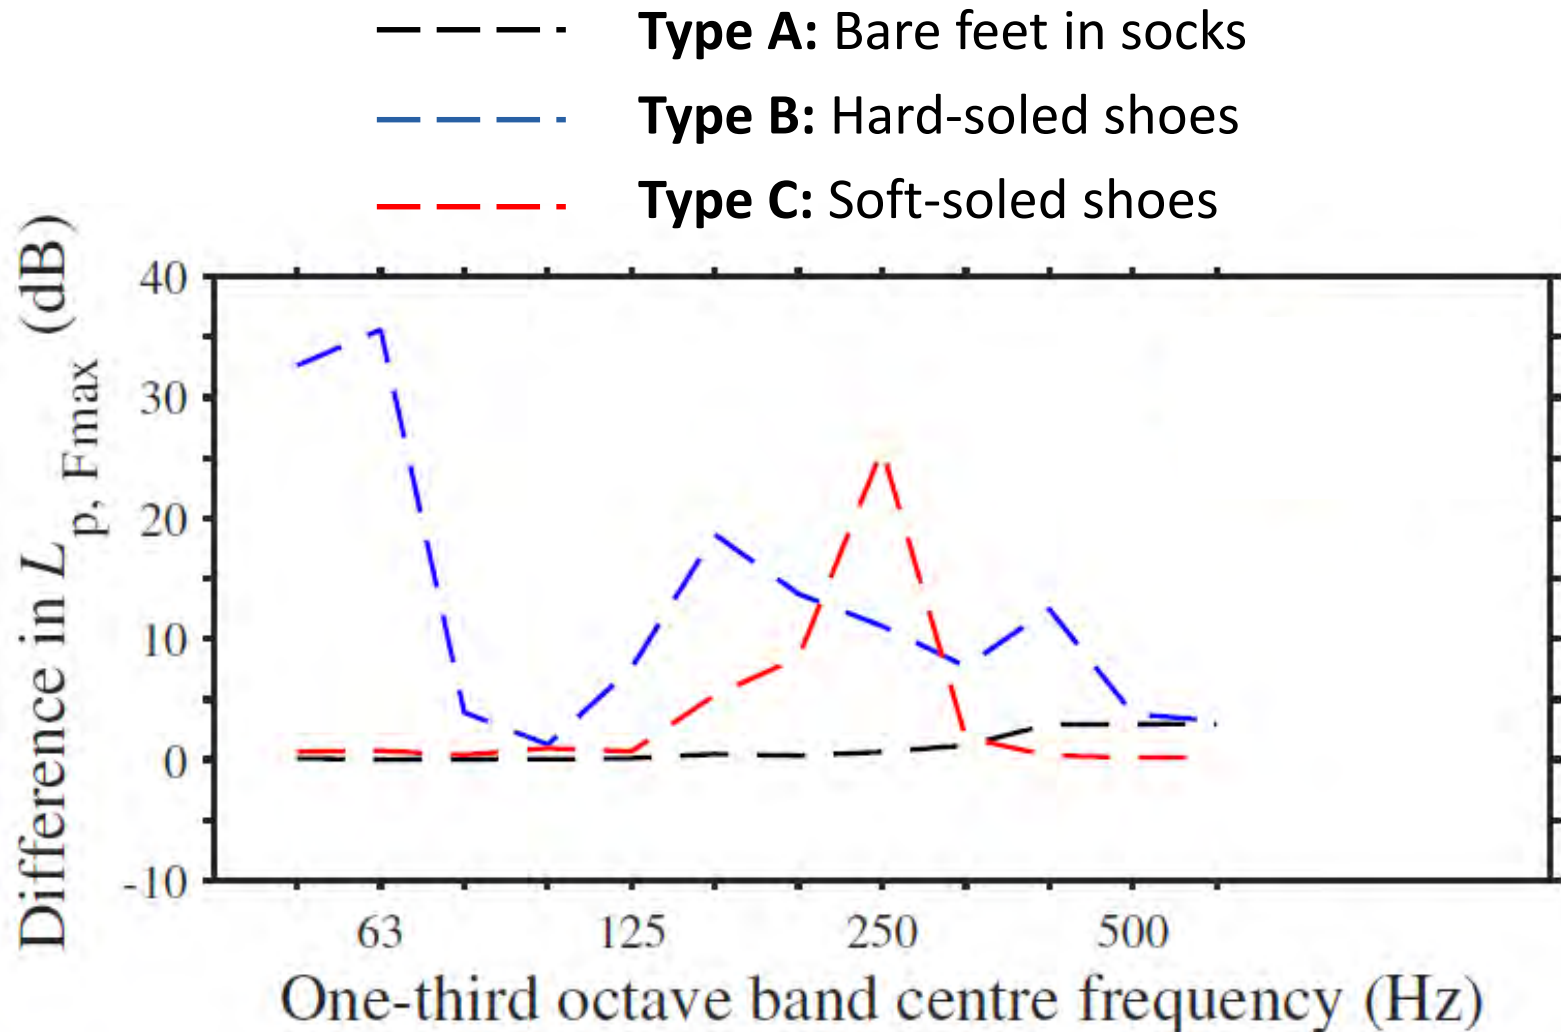 Type A: Bare feet in socks
Type B: Hard-soled shoes
Type C: Soft-soled shoes
Difference in L p, Fmax (dB)
40
30
20
10
0
-10
63 125 250 500
One-third octave band centre frequency (Hz)